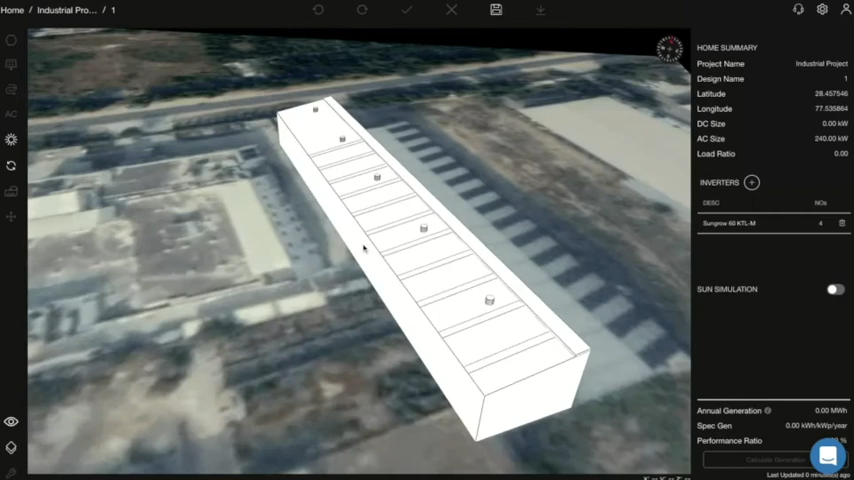 Home / Industrial Pro... / 1
AC
HOME SUMMARY
Project Name Industrial Project
Design Name 1
Latitude 28.457546
Longitude 77.535864
DC Size 0.00 kW
AC Size 240.00 kW
Load Ratio 0.00
INVERTERS
DESC NOs
Sungrow 60 KTL-M 4
SUN SIMULATION
Annual Generation 0.00 MWh
Spec Gen 0.00 kWh/kWp/year
Performance Ratio %
Calculate Generation
Last Updated 0 minute(s) ago